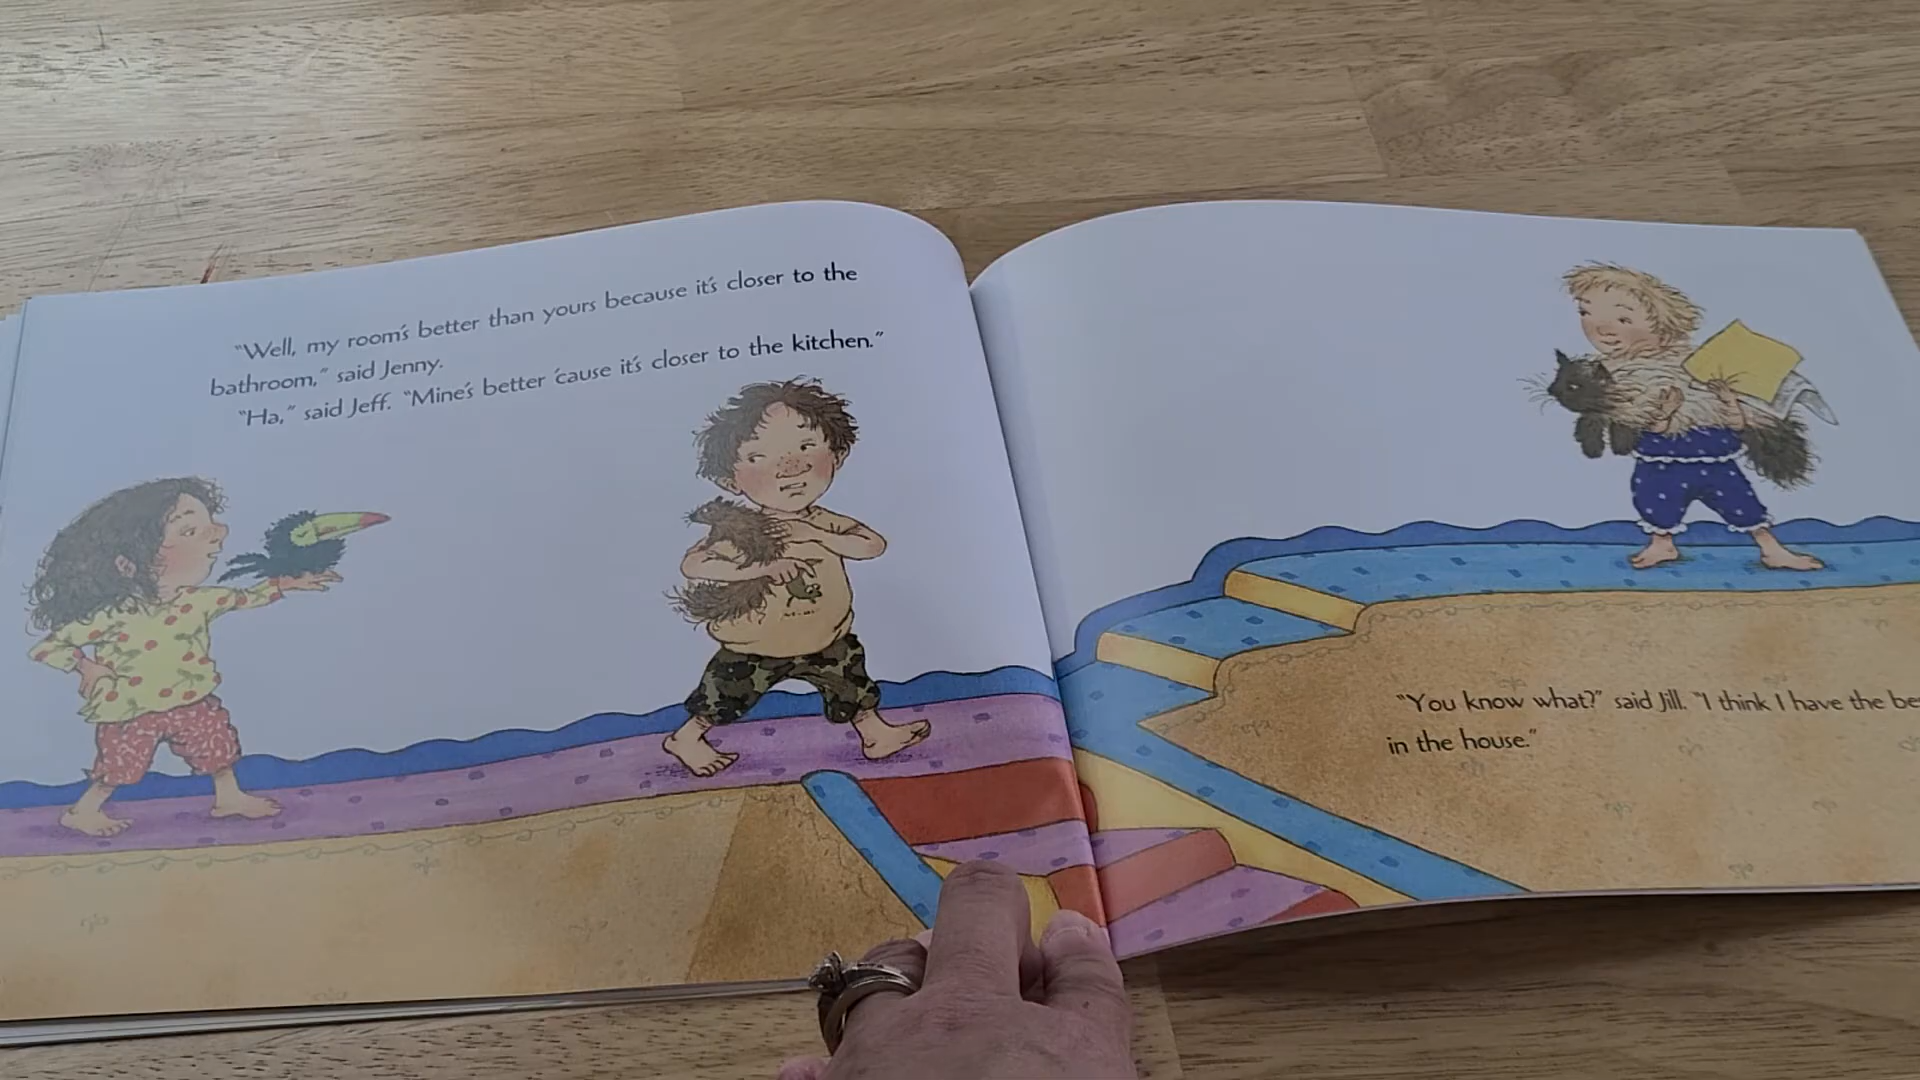 "Well, my room's better than yours because it's closer to the
bathroom," said Jenny.
"Ha," said Jeff. "Mine's better 'cause it's closer to the kitchen."
"You know what?" said Jill. "I think I have the
in the house."